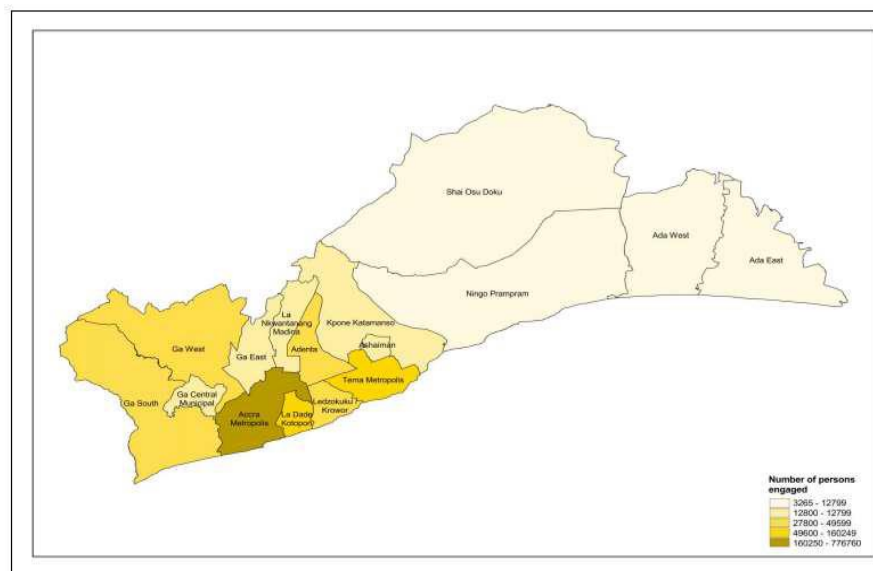 Shai Osu Doku
Ada West
Ada East
Ningo Prampram
La
Nkwantanang
Madina
Kpone Katamanso
Ashaiman
Adenta
Ga West
Ga East
Tema Metropolis
Ga Central
Municipal
Ga South
Ledzokuku
Krowor
Accra
Metropolis
La Dade
Kotopon
Number of persons
engaged
3265 - 12799
12800 - 12799
27800 - 49599
49600 - 160249
160250 - 776760